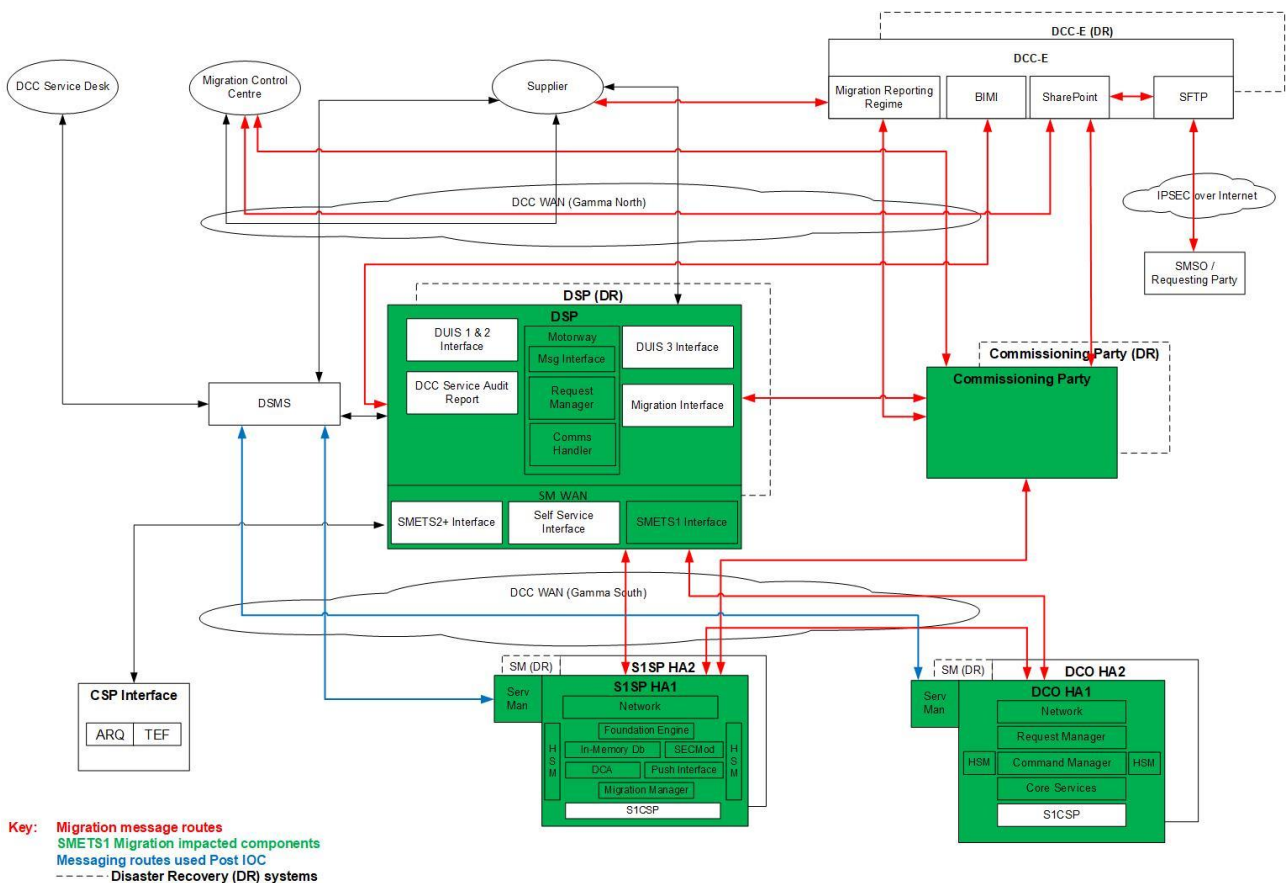 DCC-E (DR)
DCC-E
DCC Service Desk
Migration Control
Centre
Supplier
Migration Reporting
Regime
BIMI
SharePoint
SFTP
DCC WAN (Gamma North)
IPSEC over Internet
SMSO /
Requesting Party
DSP (DR)
DSP
DUIS 1 & 2
Interface
Motorway
Msg Interface
DUIS 3 Interface
DCC Service Audit
Report
Request
Manager
Migration Interface
Comms
Handler
Commissioning Party (DR)
Commissioning Party
DSMS
SM WAN
SMETS2+ Interface
Self Service
Interface
SMETS1 Interface
DCC WAN (Gamma South)
CSP Interface
ARQ
TEF
SM (DR)
S1SP HA2
S1SP HA1
Serv
Man
Network
Foundation Engine
In-Memory Db
SECMod
DCA
Push Interface
Migration Manager
HSM
HSM
S1CSP
SM (DR)
DCO HA2
DCO HA1
Serv
Man
Network
Request Manager
HSM
Command Manager
HSM
Core Services
S1CSP
Key: Migration message routes
SMETS1 Migration impacted components
Messaging routes used Post IOC
Disaster Recovery (DR) systems